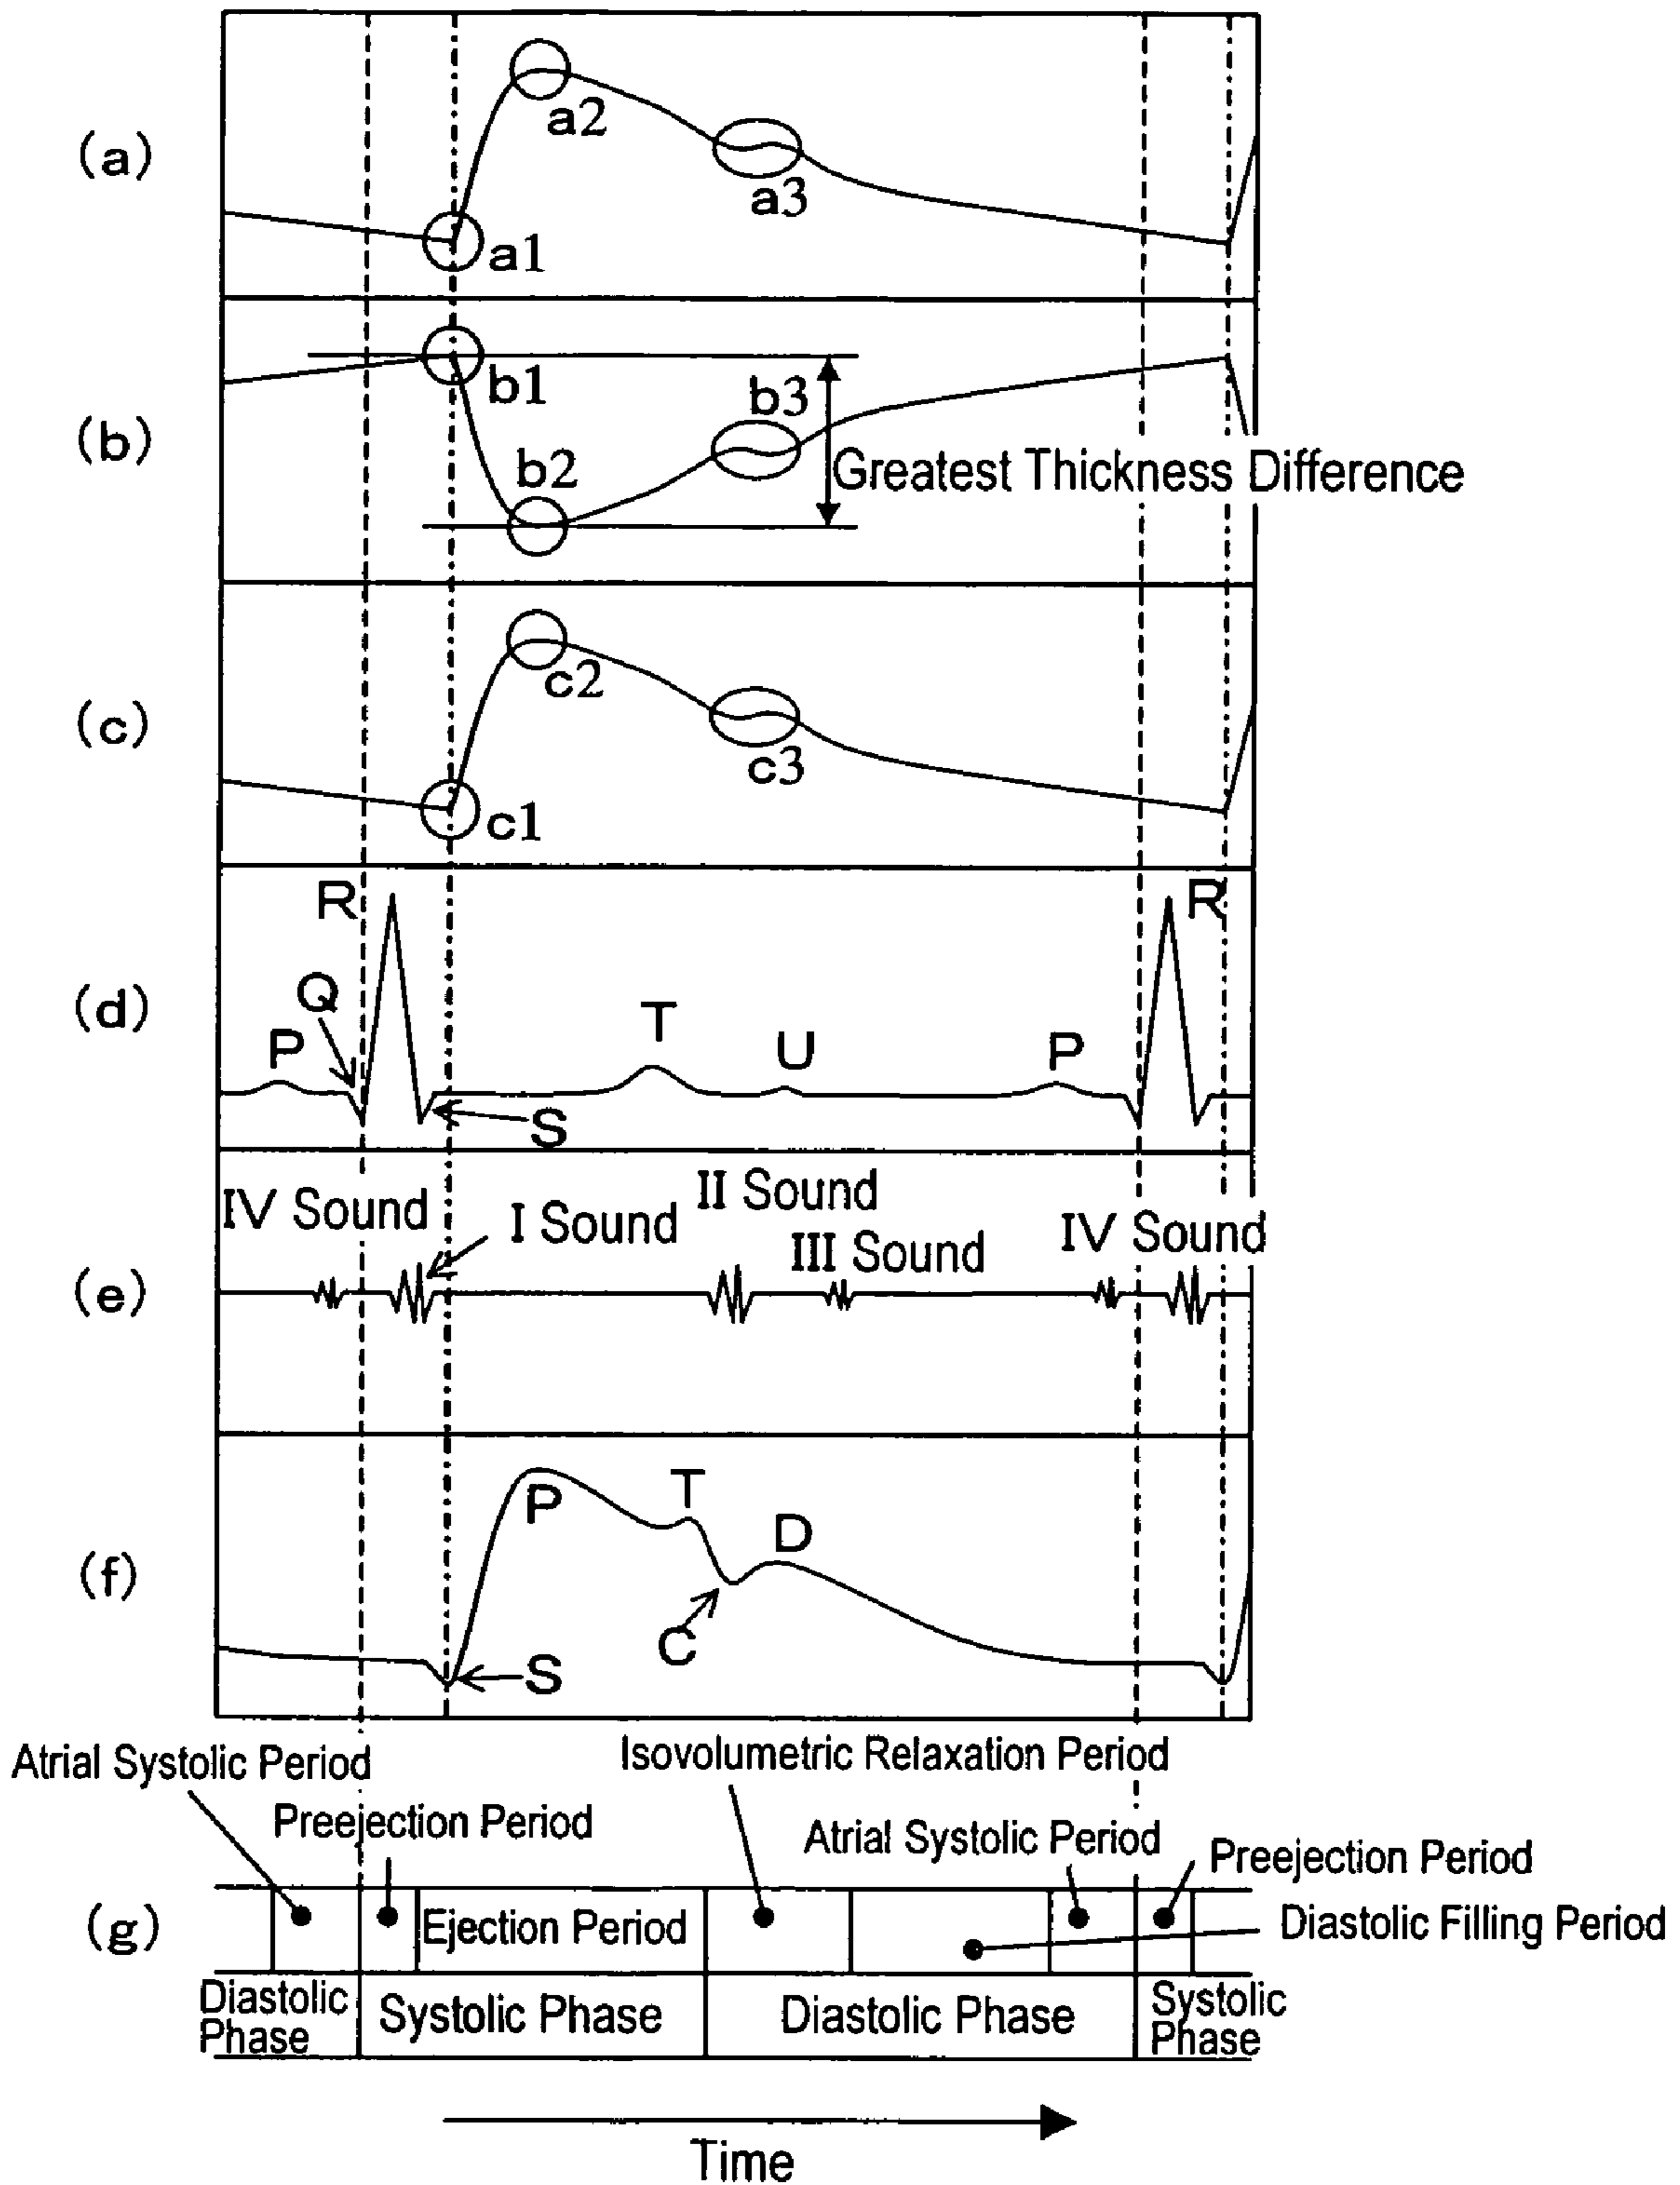 (a)
a2
a3
a1
(b)
b1
b3
b2
Greatest Thickness Difference
(c)
c2
c3
c1
(d)
R
R
Q
P
T
U
P
S
(e)
IV Sound
I Sound
II Sound
III Sound
IV Sound
(f)
P
T
D
C
S
Atrial Systolic Period
Isovolumetric Relaxation Period
Preejection Period
Atrial Systolic Period
Preejection Period
(g)
Ejection Period
Diastolic Filling Period
Diastolic
Phase
Systolic Phase
Diastolic Phase
Systolic
Phase
Time